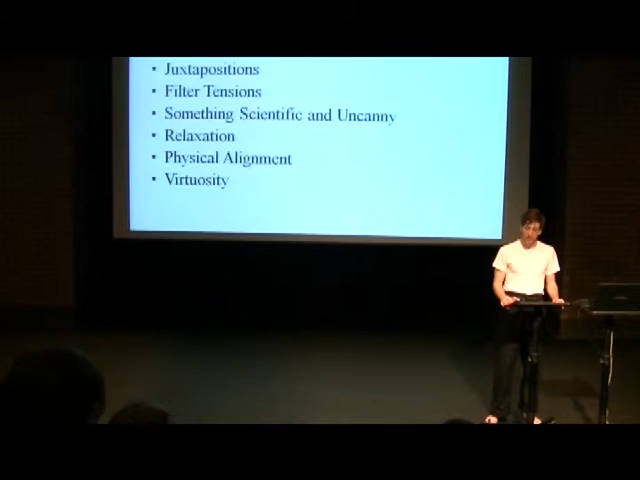 • Juxtapositions
• Filter Tensions
• Something Scientific and Uncanny
• Relaxation
• Physical Alignment
• Virtuosity